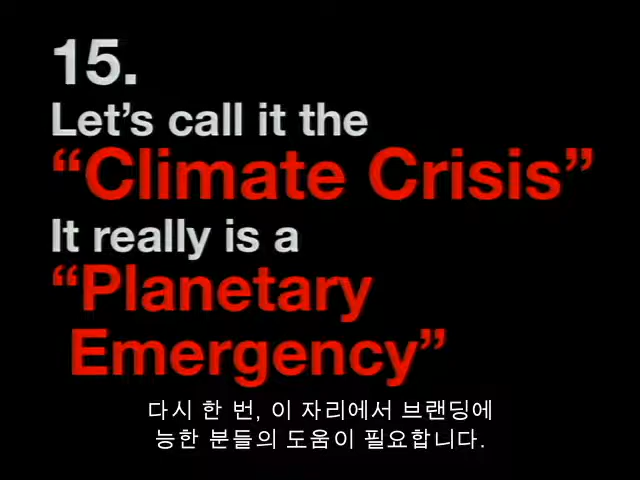 15.
Let's call it the
“Climate Crisis”
It really is a
“Planetary
Emergency”
다시 한 번, 이 자리에서 브랜딩에
능한 분들의 도움이 필요합니다.